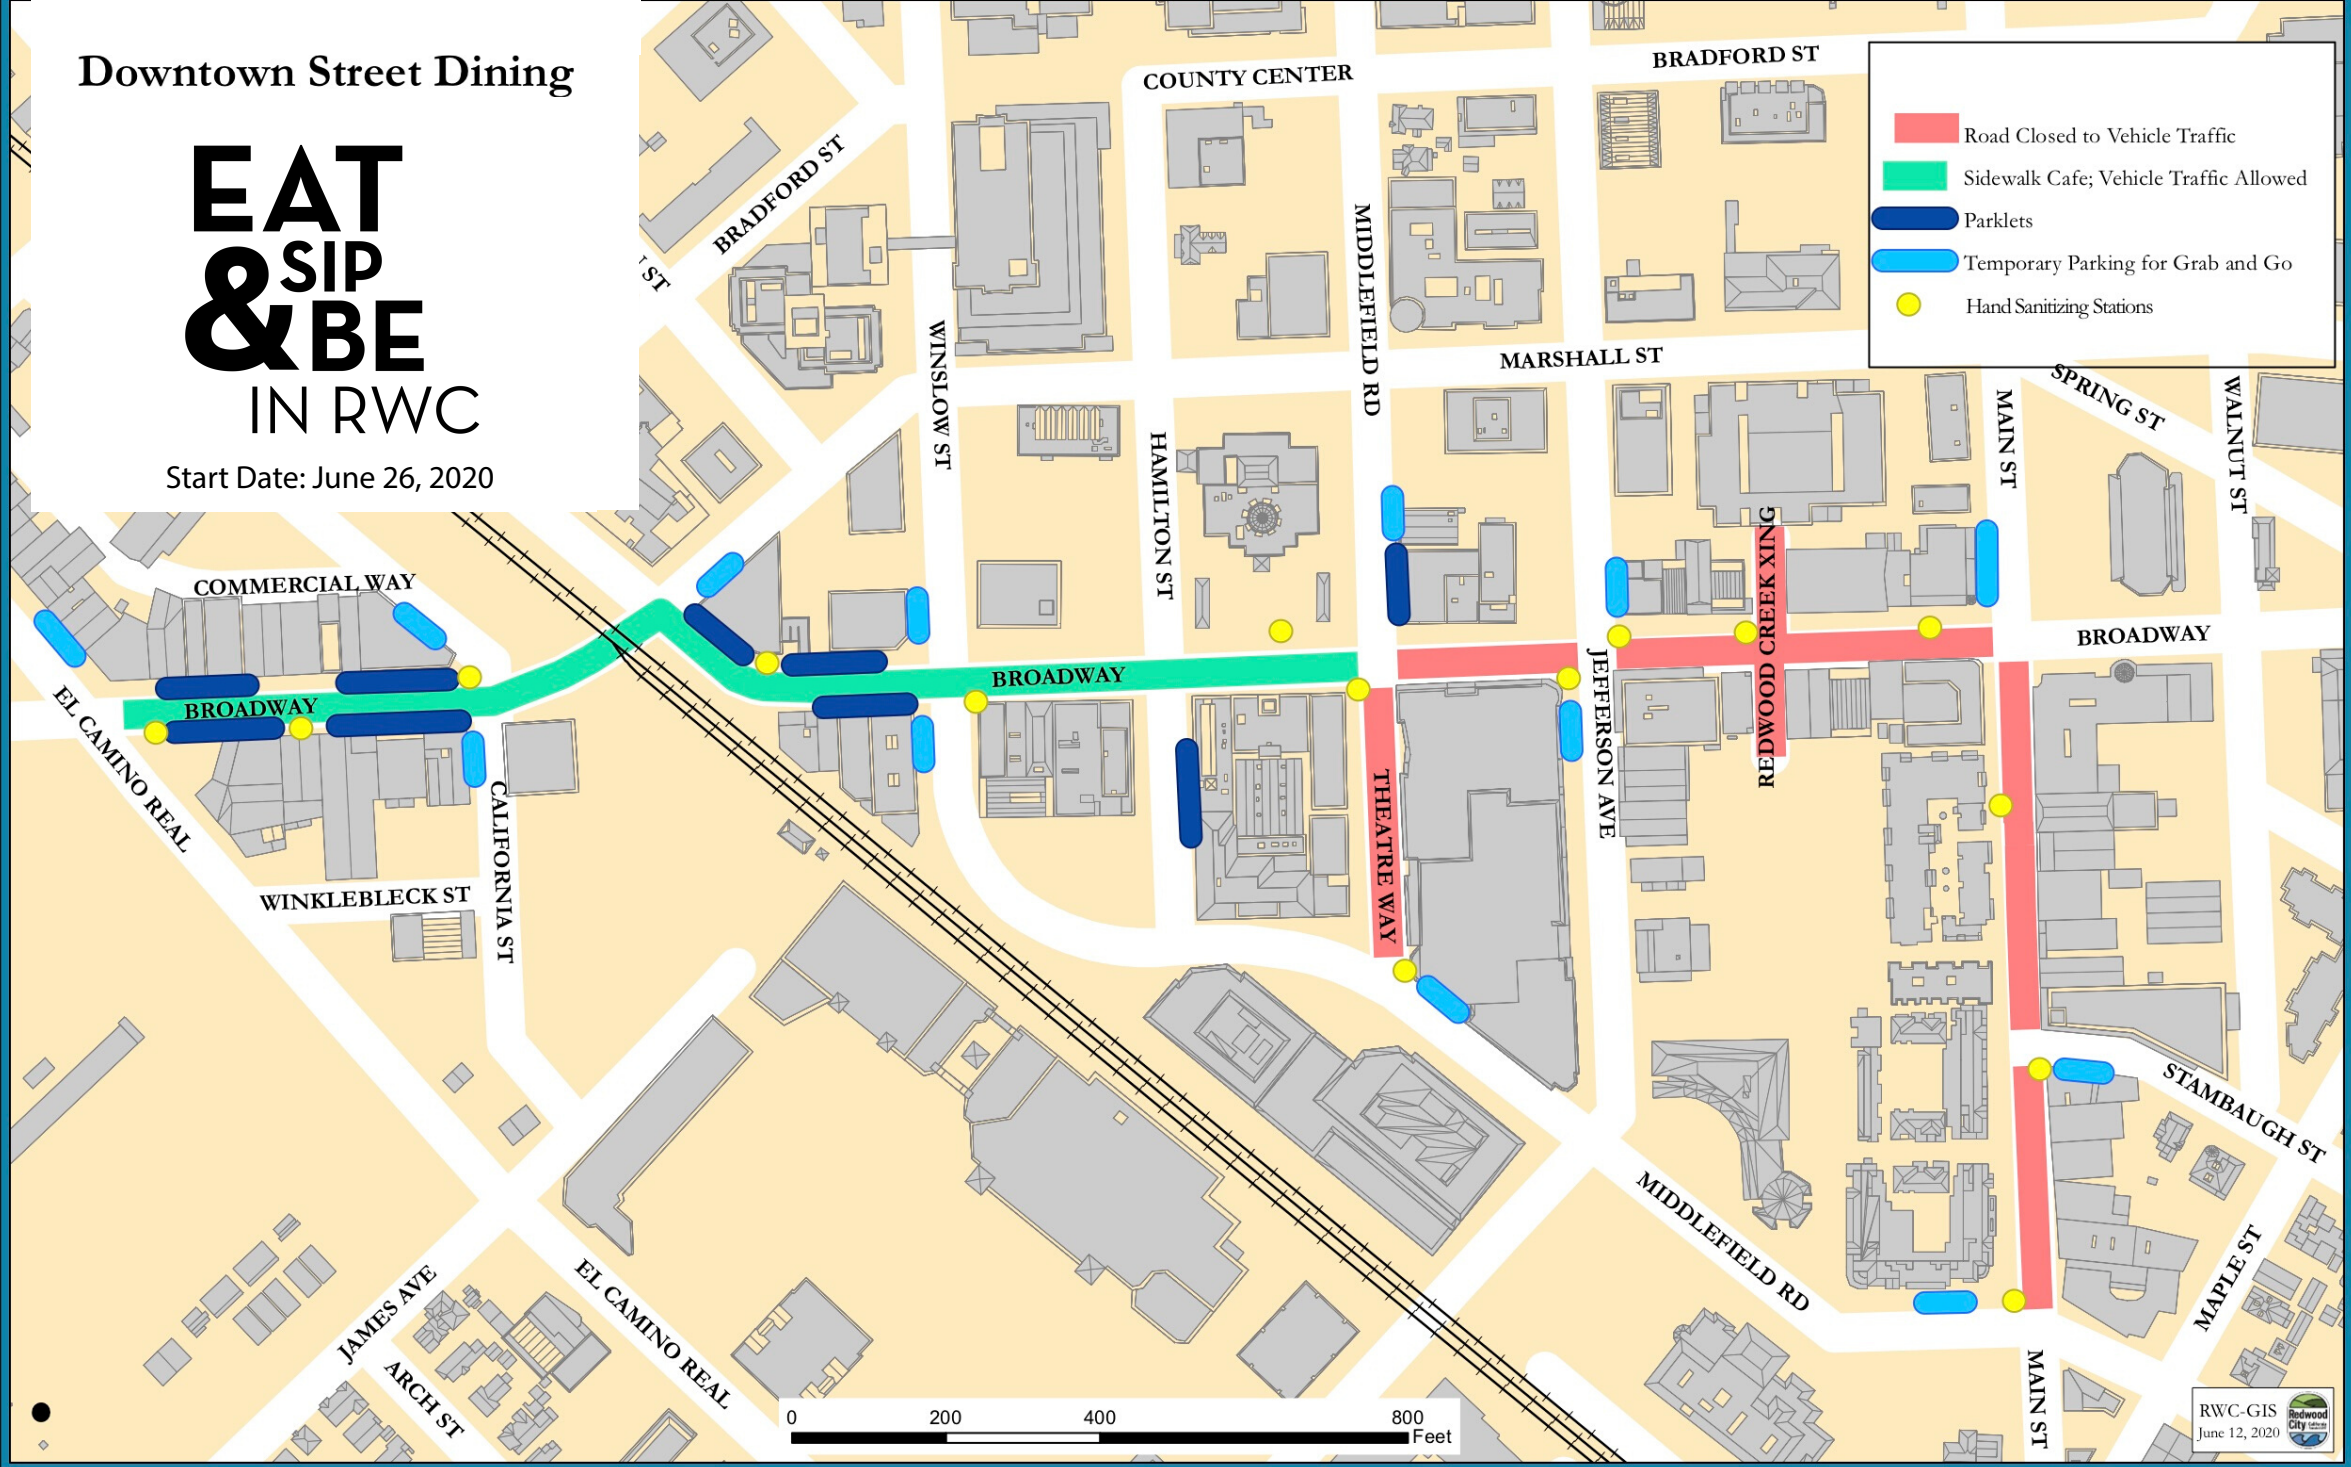 Downtown Street Dining
EAT
&SIP
BE
IN RWC
Start Date: June 26, 2020
Road Closed to Vehicle Traffic
Sidewalk Cafe; Vehicle Traffic Allowed
Parklets
Temporary Parking for Grab and Go
Hand Sanitizing Stations
COUNTY CENTER
BRADFORD ST
BRADFORD ST
ST
MIDDLEFIELD RD
WINSLOW ST
MARSHALL ST
SPRING ST
MAIN ST
WALNUT ST
HAMILTON ST
COMMERCIAL WAY
REDWOOD CREEK XING
BROADWAY
BROADWAY
BROADWAY
EL CAMINO REAL
JEFFERSON AVE
THEATRE WAY
CALIFORNIA ST
WINKLEBLECK ST
STAMBAUGH ST
MIDDLEFIELD RD
MAPLE ST
JAMES AVE
EL CAMINO REAL
ARCH ST
MAIN ST
0 200 400 800
Feet
RWC-GIS
June 12, 2020
Redwood
City